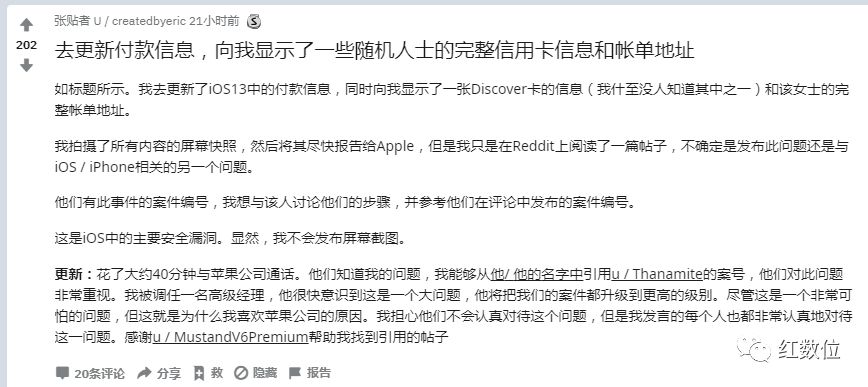 张贴者 U / createdbyeric 21小时前
202
去更新付款信息，向我显示了一些随机人士的完整信用卡信息和帐单地址
如标题所示。我去更新了iOS13中的付款信息，同时向我显示了一张Discover卡的信息（我什至没人知道其中之一）和该女士的完
整帐单地址。
我拍摄了所有内容的屏幕快照，然后将其尽快报告给Apple，但是我只是在Reddit上阅读了一篇帖子，不确定是发布此问题还是与
iOS / iPhone相关的另一个问题。
他们有此事件的案件编号，我想与该人讨论他们的步骤，并参考他们在评论中发布的案件编号。
这是iOS中的主要安全漏洞。显然，我不会发布屏幕截图。
更新：花了大约40分钟与苹果公司通话。他们知道我的问题，我能够从他/ 他的名字中引用u / Thanamite的案号，他们对此问题
非常重视。我被调任一名高级经理，他很快意识到这是一个大问题，他将把我们的案件都升级到更高的级别。尽管这是一个非常可
怕的问题，但这就是为什么我喜欢苹果公司的原因。我担心他们不会认真对待这个问题，但是我发言的每个人也都非常认真地对待
这一问题。感谢u / MustandV6Premium帮助我找到引用的帖子
20条评论 分享 救 隐藏 报告
红数位